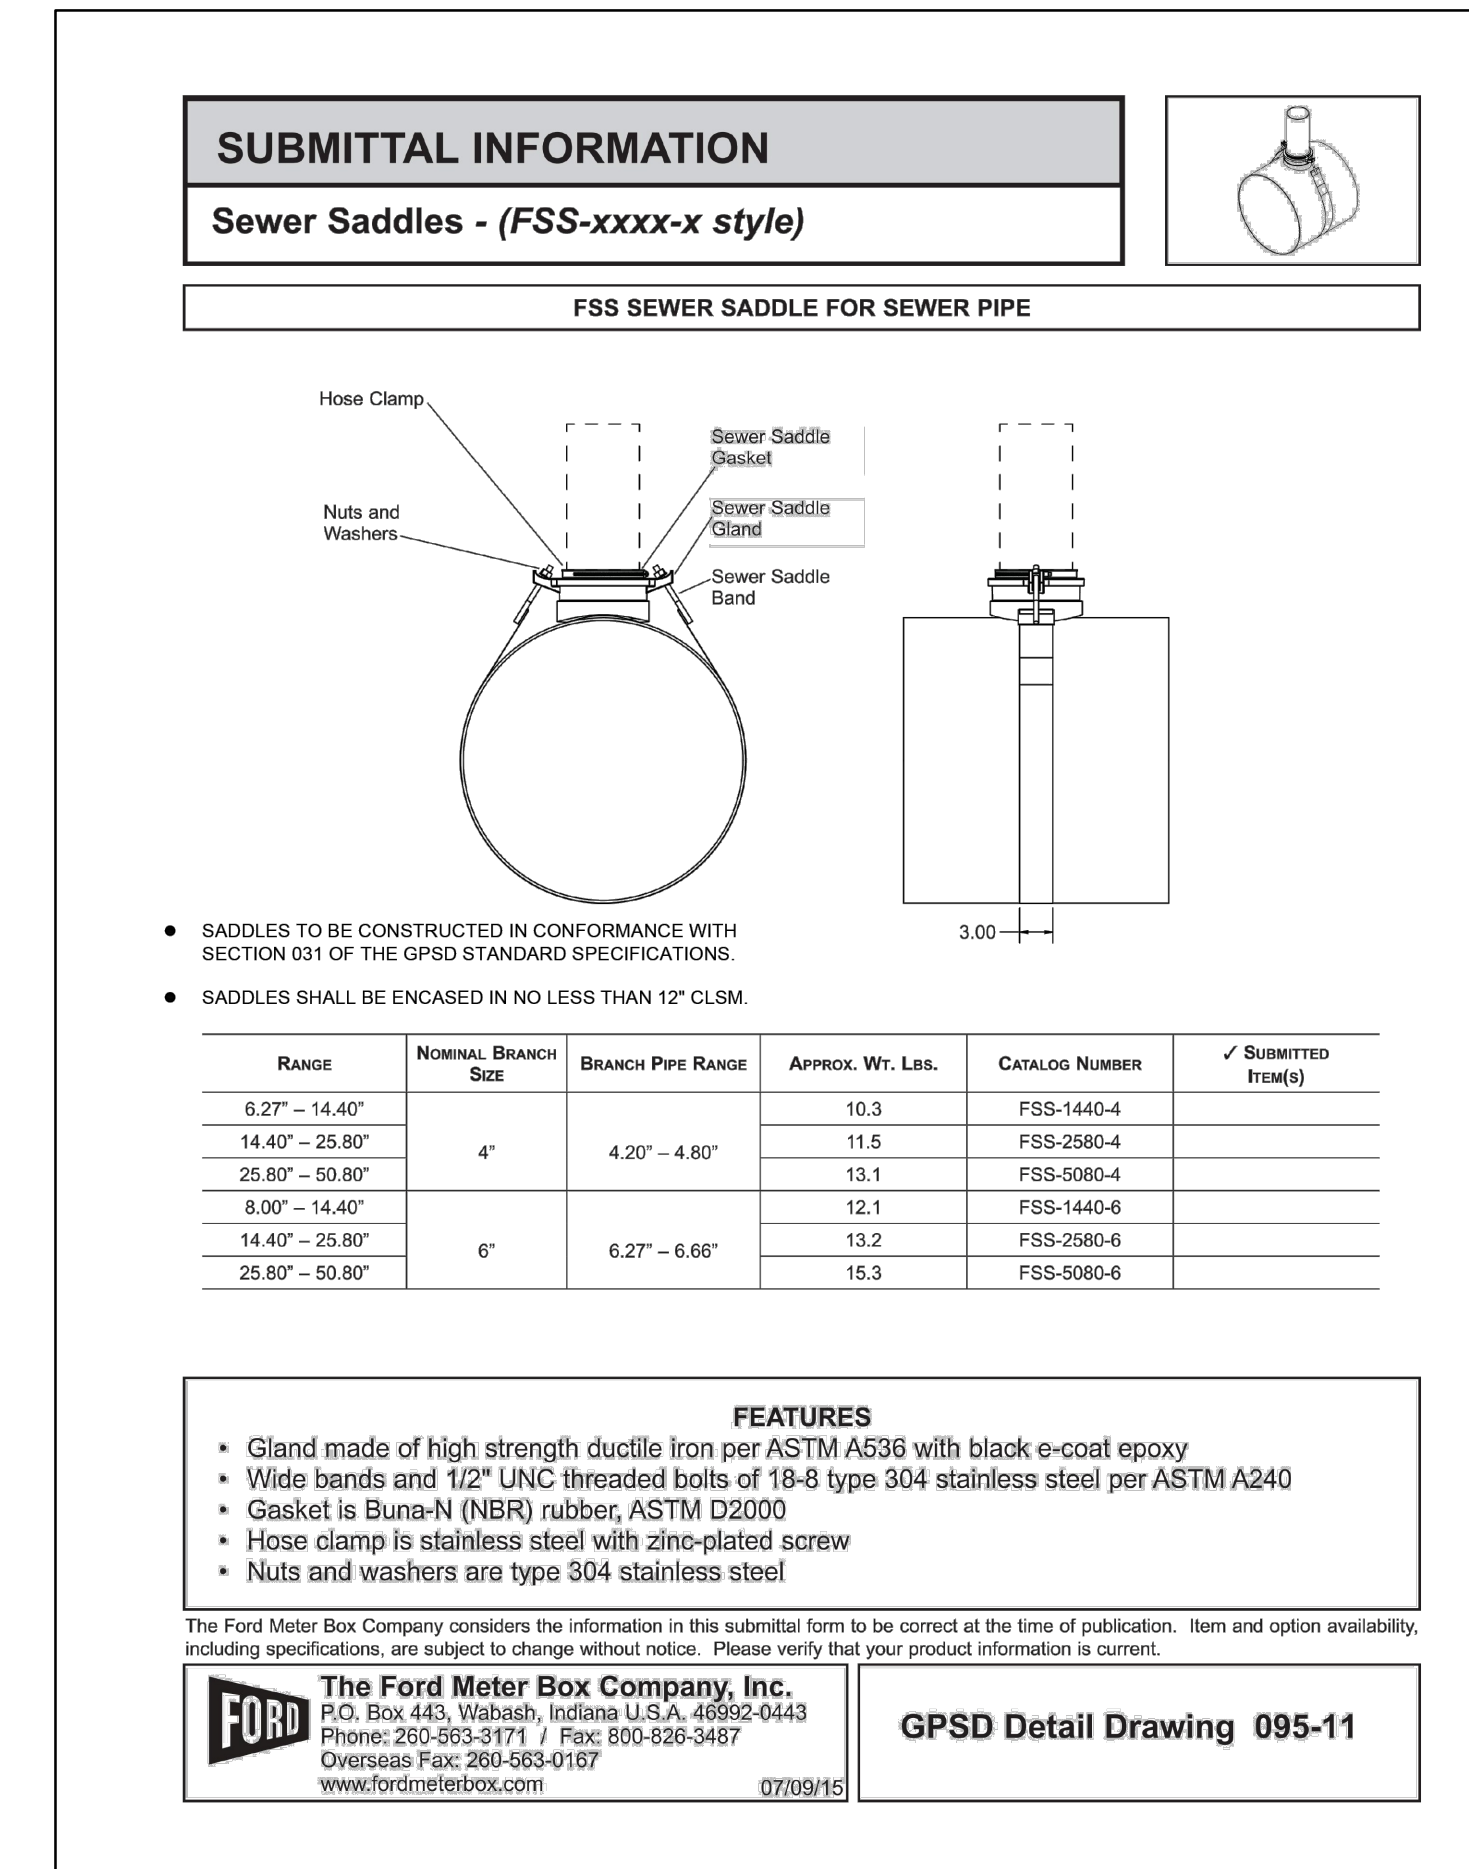 SUBMITTAL INFORMATION
Sewer Saddles - (FSS-xxxx-x style)
FSS SEWER SADDLE FOR SEWER PIPE
Hose Clamp
Sewer Saddle
Gasket
Nuts and
Washers
Sewer Saddle
Gland
Sewer Saddle
Band
3.00
● SADDLES TO BE CONSTRUCTED IN CONFORMANCE WITH
SECTION 031 OF THE GPSD STANDARD SPECIFICATIONS.
● SADDLES SHALL BE ENCASED IN NO LESS THAN 12" CLSM.
RANGE NOMINAL BRANCH SIZE BRANCH PIPE RANGE APPROX. WT. LBS. CATALOG NUMBER ✓ SUBMITTED ITEM(S)
6.27” – 14.40” 10.3 FSS-1440-4
14.40” – 25.80” 4” 4.20” – 4.80” 11.5 FSS-2580-4
25.80” – 50.80” 13.1 FSS-5080-4
8.00” – 14.40” 12.1 FSS-1440-6
14.40” – 25.80” 6” 6.27” – 6.66” 13.2 FSS-2580-6
25.80” – 50.80” 15.3 FSS-5080-6
FEATURES
• Gland made of high strength ductile iron per ASTM A536 with black e-coat epoxy
• Wide bands and 1/2" UNC threaded bolts of 18-8 type 304 stainless steel per ASTM A240
• Gasket is Buna-N (NBR) rubber, ASTM D2000
• Hose clamp is stainless steel with zinc-plated screw
• Nuts and washers are type 304 stainless steel
The Ford Meter Box Company considers the information in this submittal form to be correct at the time of publication. Item and option availability,
including specifications, are subject to change without notice. Please verify that your product information is current.
FORD
The Ford Meter Box Company, Inc.
P.O. Box 443, Wabash, Indiana U.S.A. 46992-0443
Phone: 260-563-3171 / Fax: 800-826-3487
Overseas Fax: 260-563-0167
www.fordmeterbox.com 07/09/15
GPSD Detail Drawing 095-11